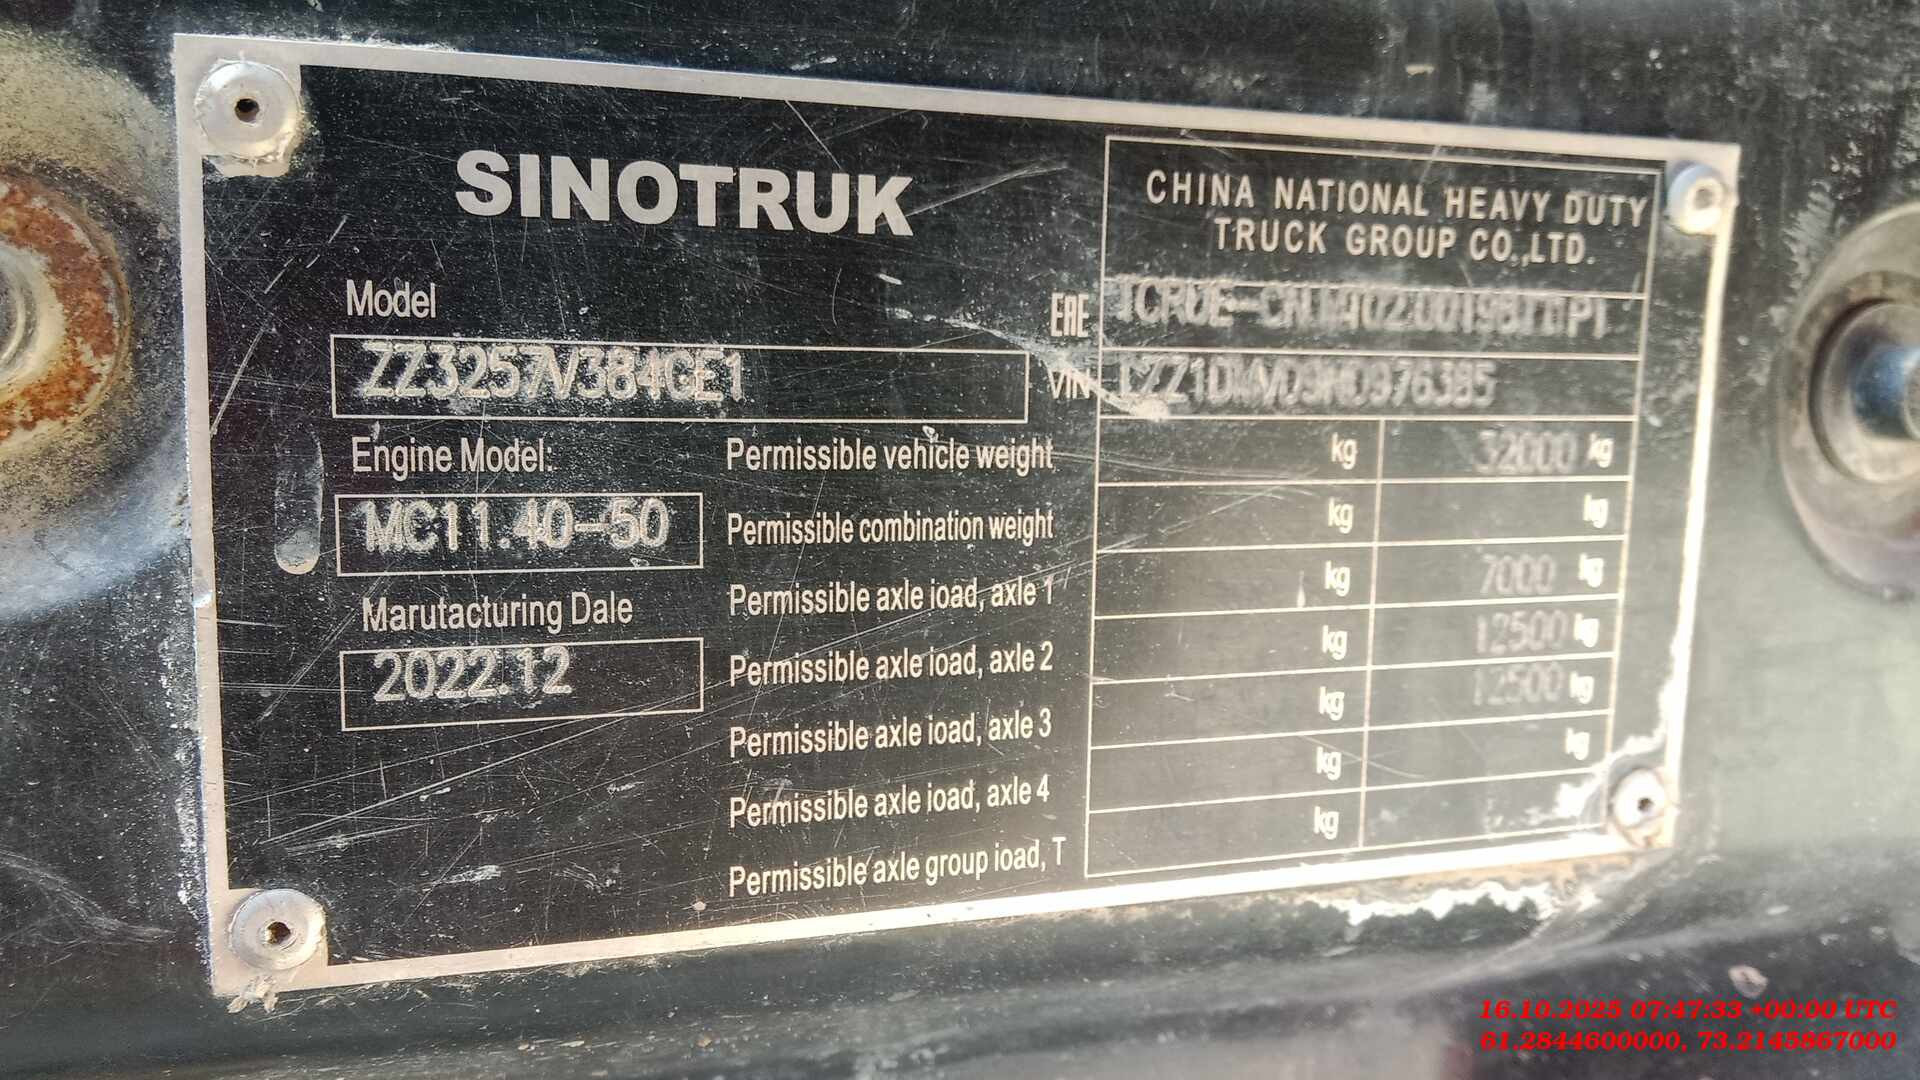 SINOTRUK
CHINA NATIONAL HEAVY DUTY
TRUCK GROUP CO.,LTD.
Model
ZZ3257V384GE1
EAC
VIN LZZ1DMVD9ND976385
Engine Model:
MC11.40-50
Marutacturing Dale
2022.12
Permissible vehicle weight kg 32000 kg
Permissible combination weight kg kg
Permissible axle ioad, axle 1 kg 7000 kg
Permissible axle ioad, axle 2 kg 12500 kg
Permissible axle ioad, axle 3 kg 12500 kg
Permissible axle ioad, axle 4 kg kg
Permissible axle group ioad, T kg
16.10.2025 07:47:33 +00:00 UTC
61.2844600000, 73.2145867000